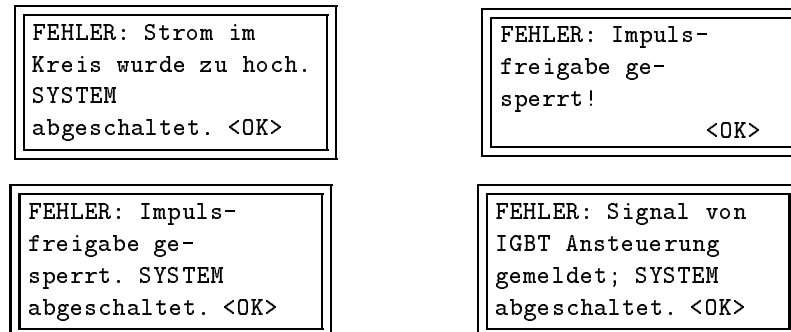 FEHLER: Strom im
Kreis wurde zu hoch.
SYSTEM
abgeschaltet. <OK>
FEHLER: Impuls-
freigabe ge-
sperrt!
<OK>
FEHLER: Impuls-
freigabe ge-
sperrt. SYSTEM
abgeschaltet. <OK>
FEHLER: Signal von
IGBT Ansteuerung
gemeldet; SYSTEM
abgeschaltet. <OK>